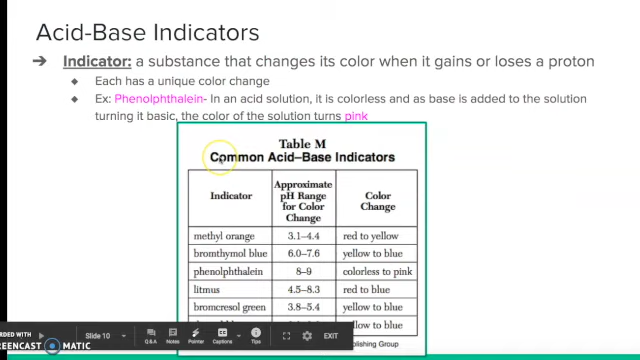 Acid-Base Indicators
➔ Indicator: a substance that changes its color when it gains or loses a proton
◆ Each has a unique color change
◆ Ex: Phenolphthalein- In an acid solution, it is colorless and as base is added to the solution
turning it basic, the color of the solution turns pink
Table M
Common Acid–Base Indicators
Indicator Approximate pH Range for Color Change Color Change
methyl orange 3.1–4.4 red to yellow
bromthymol blue 6.0–7.6 yellow to blue
phenolphthalein 8–9 colorless to pink
litmus 4.5–8.3 red to blue
bromcresol green 3.8–5.4 yellow to blue
yellow to blue
Slide 10 Q&A Notes Pointer Captions Tips EXIT
MATIC